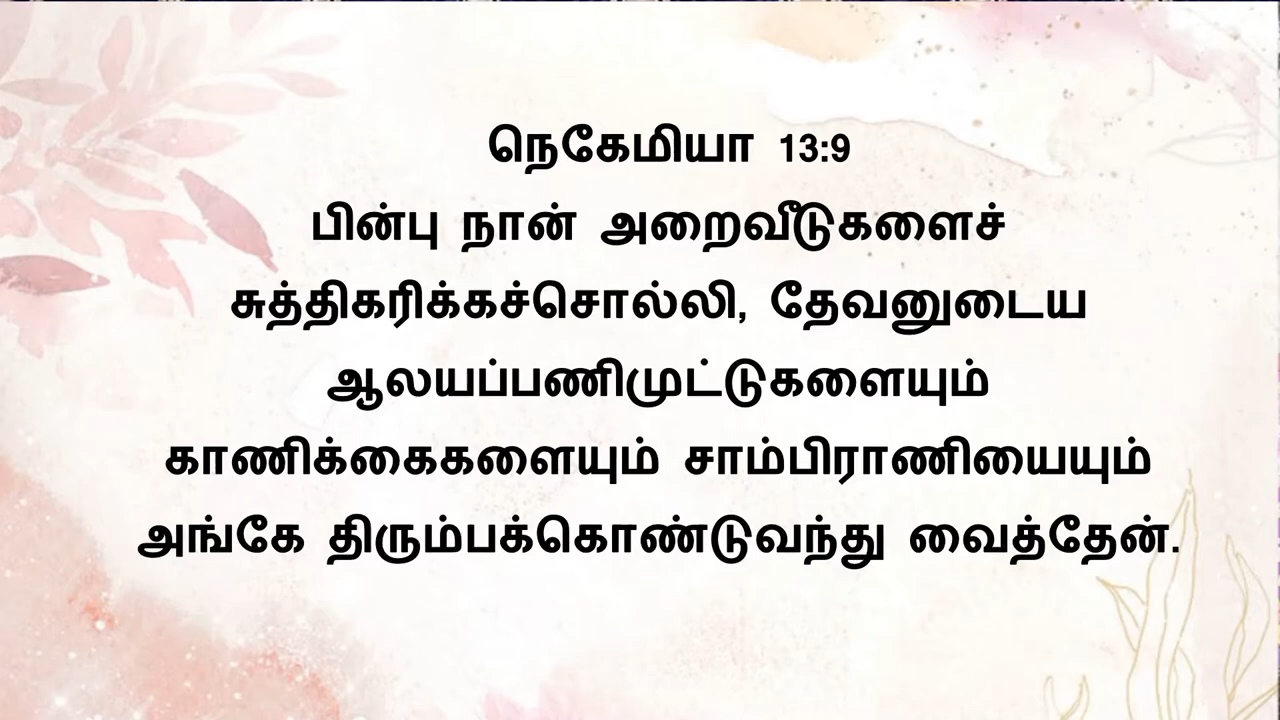 நெகேமியா 13:9
பின்பு நான் அறைவீடுகளைச்
சுத்திகரிக்கச்சொல்லி, தேவனுடைய
ஆலயப்பணிமுட்டுகளையும்
காணிக்கைகளையும் சாம்பிராணியையும்
அங்கே திரும்பக்கொண்டுவந்து வைத்தேன்.